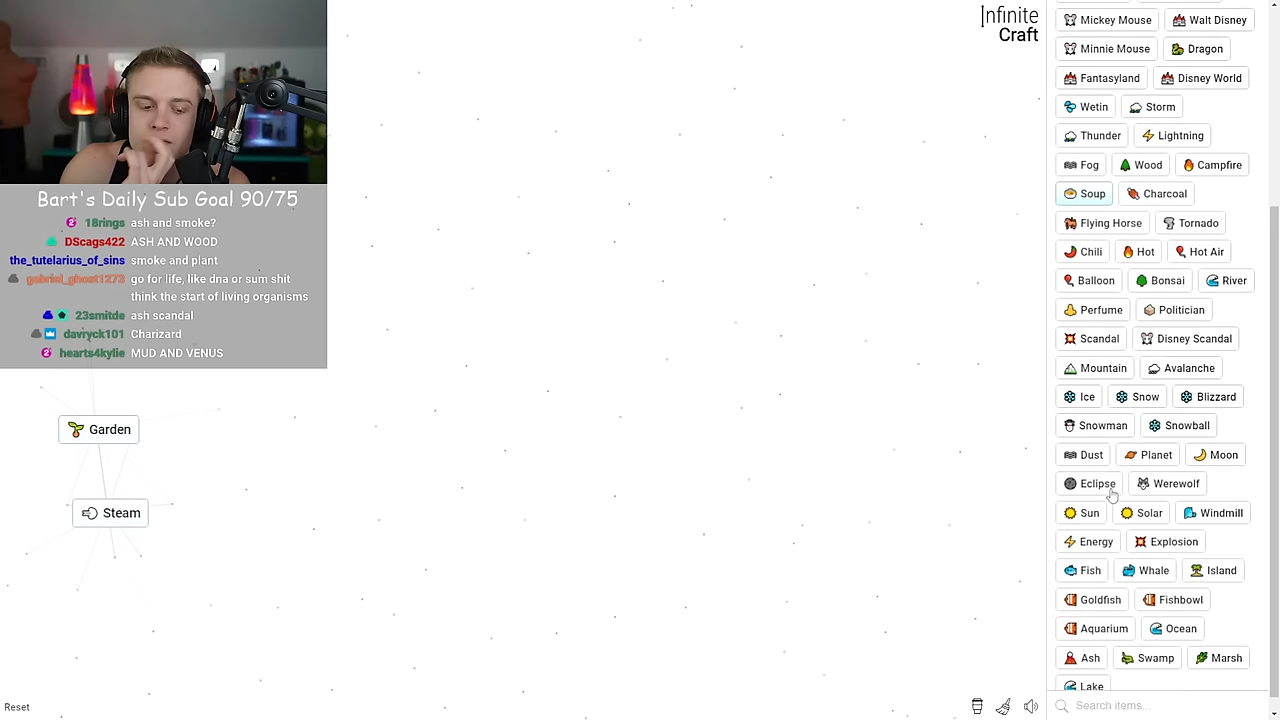 Infinite
Craft
Mickey Mouse Walt Disney
Minnie Mouse Dragon
Fantasyland Disney World
Wetin Storm
Thunder Lightning
Fog Wood Campfire
Soup Charcoal
Flying Horse Tornado
Chili Hot Hot Air
Balloon Bonsai River
Perfume Politician
Scandal Disney Scandal
Mountain Avalanche
Ice Snow Blizzard
Snowman Snowball
Dust Planet Moon
Eclipse Werewolf
Sun Solar Windmill
Energy Explosion
Fish Whale Island
Goldfish Fishbowl
Aquarium Ocean
Ash Swamp Marsh
Lake
Search items...
Bart's Daily Sub Goal 90/75
18rings ash and smoke?
DScags422 ASH AND WOOD
the_tutelarius_of_sins smoke and plant
gabriel_ghost1273 go for life, like dna or sum shit
think the start of living organisms
23smitde ash scandal
davryck101 Charizard
hearts4kylie MUD AND VENUS
Garden
Steam
Reset